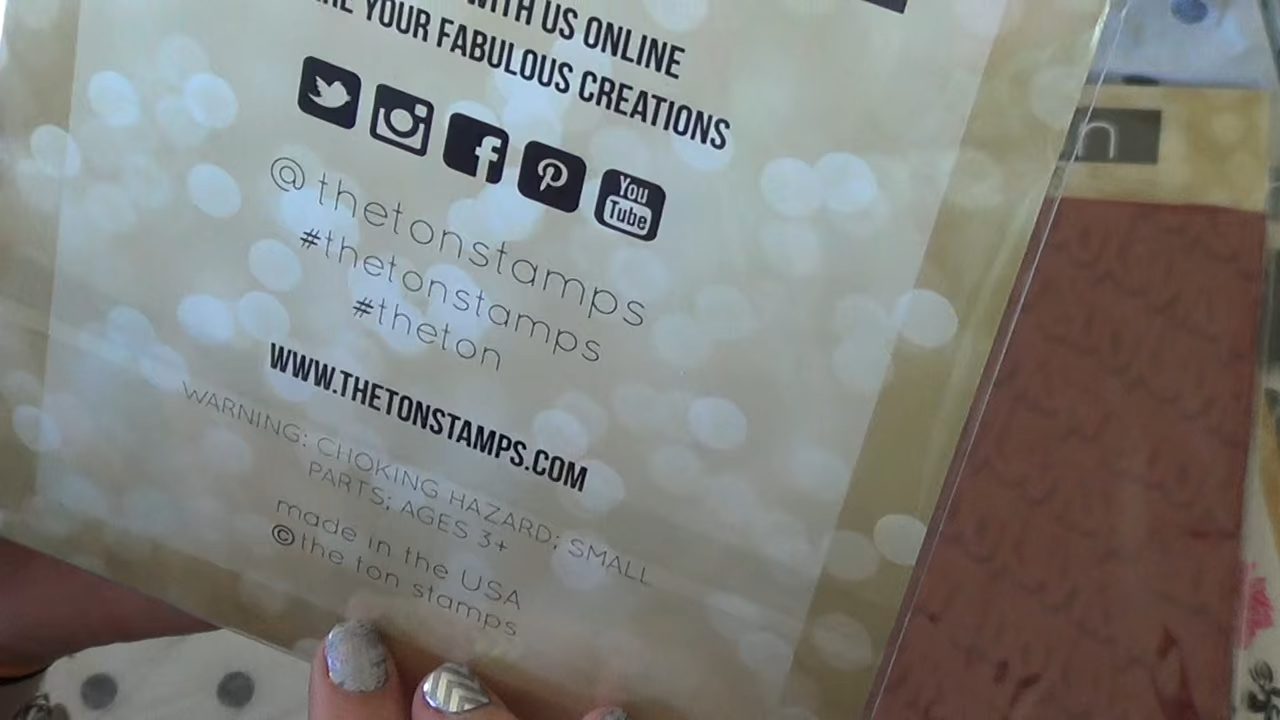 WITH US ONLINE
YOUR FABULOUS CREATIONS
You
Tube
@thetonstamps
#thetonstamps
#theton
WWW.THETONSTAMPS.COM
WARNING: CHOKING HAZARD; SMALL
PARTS; AGES 3+
made in the USA
©the ton stamps
n